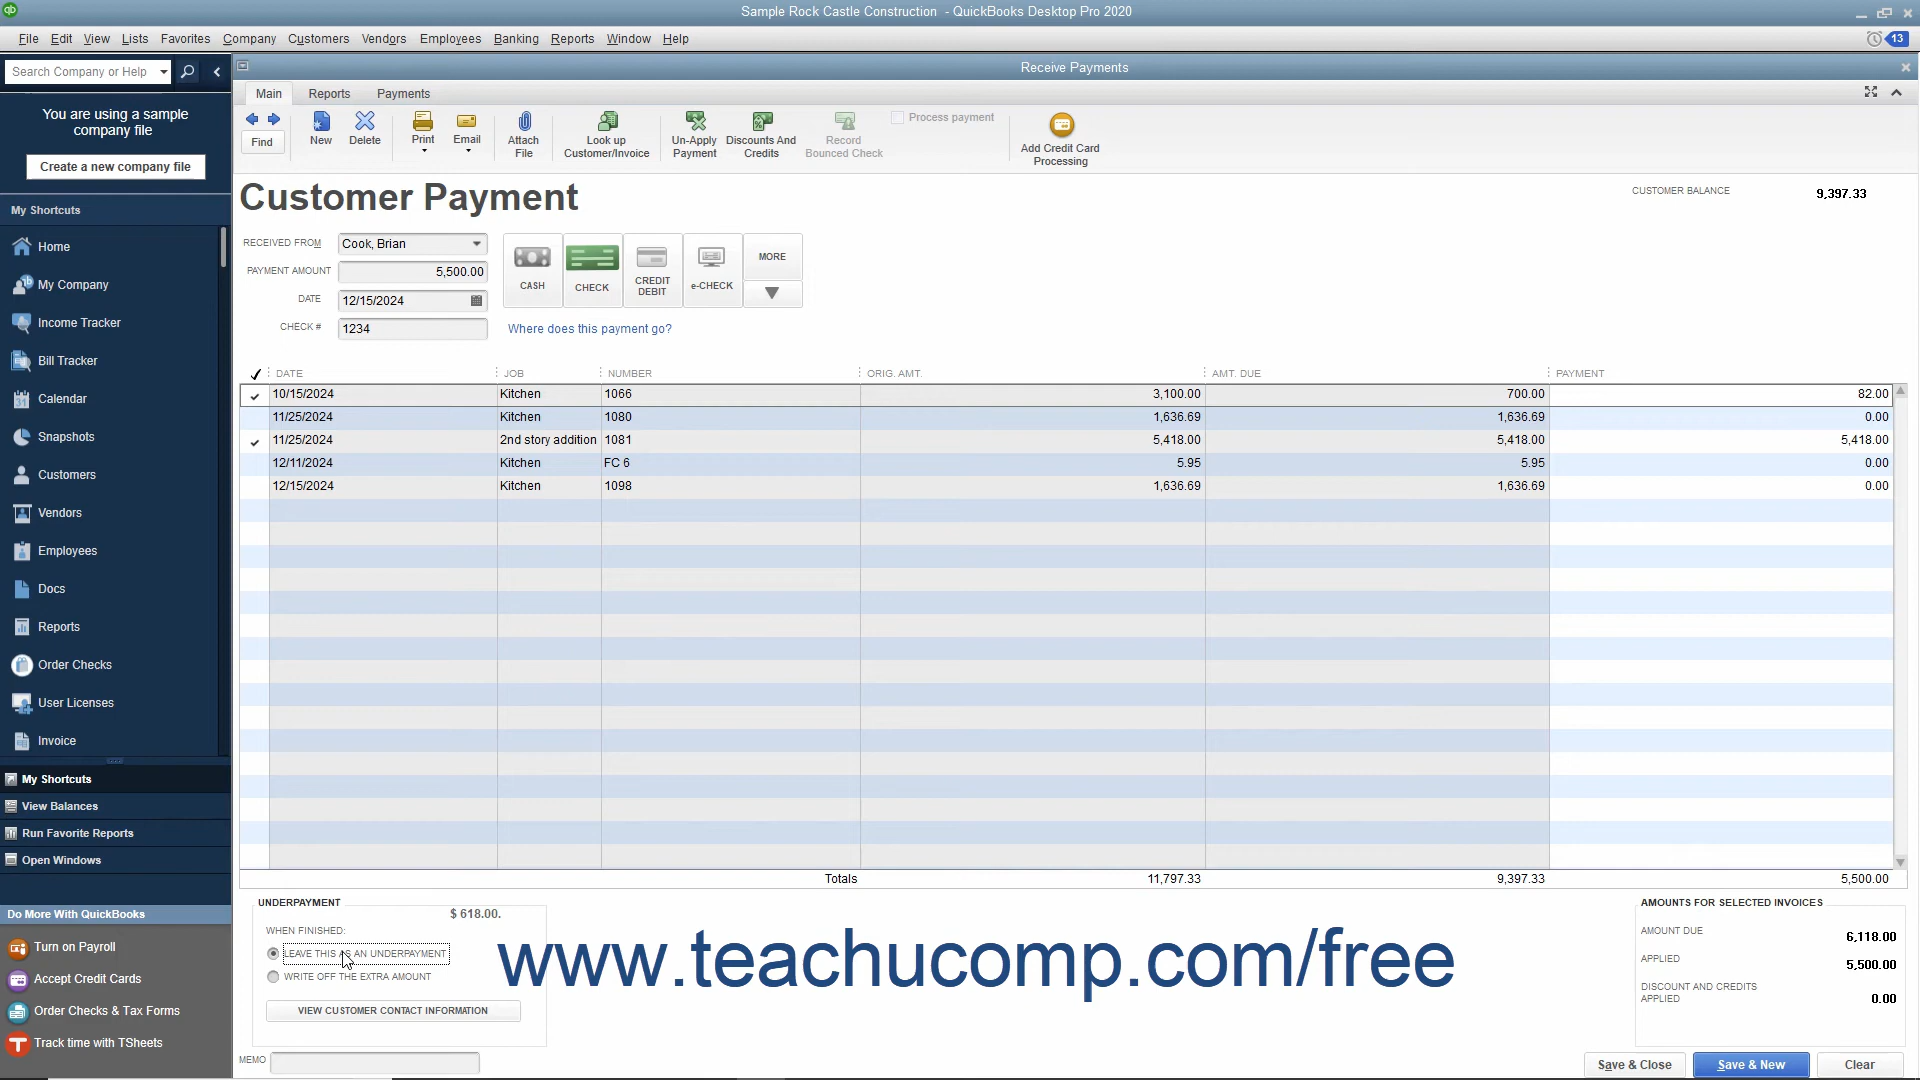 Sample Rock Castle Construction - QuickBooks Desktop Pro 2020
File Edit View Lists Favorites Company Customers Vendors Employees Banking Reports Window Help
13
Search Company or Help
Receive Payments
You are using a sample
company file
Create a new company file
Main Reports Payments
Find
New
Delete
Print
Email
Attach
File
Look up
Customer/Invoice
Un-Apply
Payment
Discounts And
Credits
Record
Bounced Check
Process payment
Add Credit Card
Processing
My Shortcuts
Home
My Company
Income Tracker
Bill Tracker
Calendar
Snapshots
Customers
Vendors
Employees
Docs
Reports
Order Checks
User Licenses
Invoice
My Shortcuts
View Balances
Run Favorite Reports
Open Windows
Do More With QuickBooks
Turn on Payroll
Accept Credit Cards
Order Checks & Tax Forms
Track time with TSheets
Customer Payment
CUSTOMER BALANCE 9,397.33
RECEIVED FROM Cook, Brian
PAYMENT AMOUNT 5,500.00
DATE 12/15/2024
CHECK # 1234
CASH
CHECK
CREDIT
DEBIT
e-CHECK
MORE
Where does this payment go?
DATE JOB NUMBER ORIG. AMT. AMT. DUE PAYMENT
10/15/2024 Kitchen 1066 3,100.00 700.00 82.00
11/25/2024 Kitchen 1080 1,636.69 1,636.69 0.00
11/25/2024 2nd story addition 1081 5,418.00 5,418.00 5,418.00
12/11/2024 Kitchen FC 6 5.95 5.95 0.00
12/15/2024 Kitchen 1098 1,636.69 1,636.69 0.00
Totals 11,797.33 9,397.33 5,500.00
UNDERPAYMENT
$ 618.00.
WHEN FINISHED:
LEAVE THIS AS AN UNDERPAYMENT
WRITE OFF THE EXTRA AMOUNT
VIEW CUSTOMER CONTACT INFORMATION
MEMO
www.teachucomp.com/free
AMOUNTS FOR SELECTED INVOICES
AMOUNT DUE 6,118.00
APPLIED 5,500.00
DISCOUNT AND CREDITS
APPLIED 0.00
Save & Close
Save & New
Clear